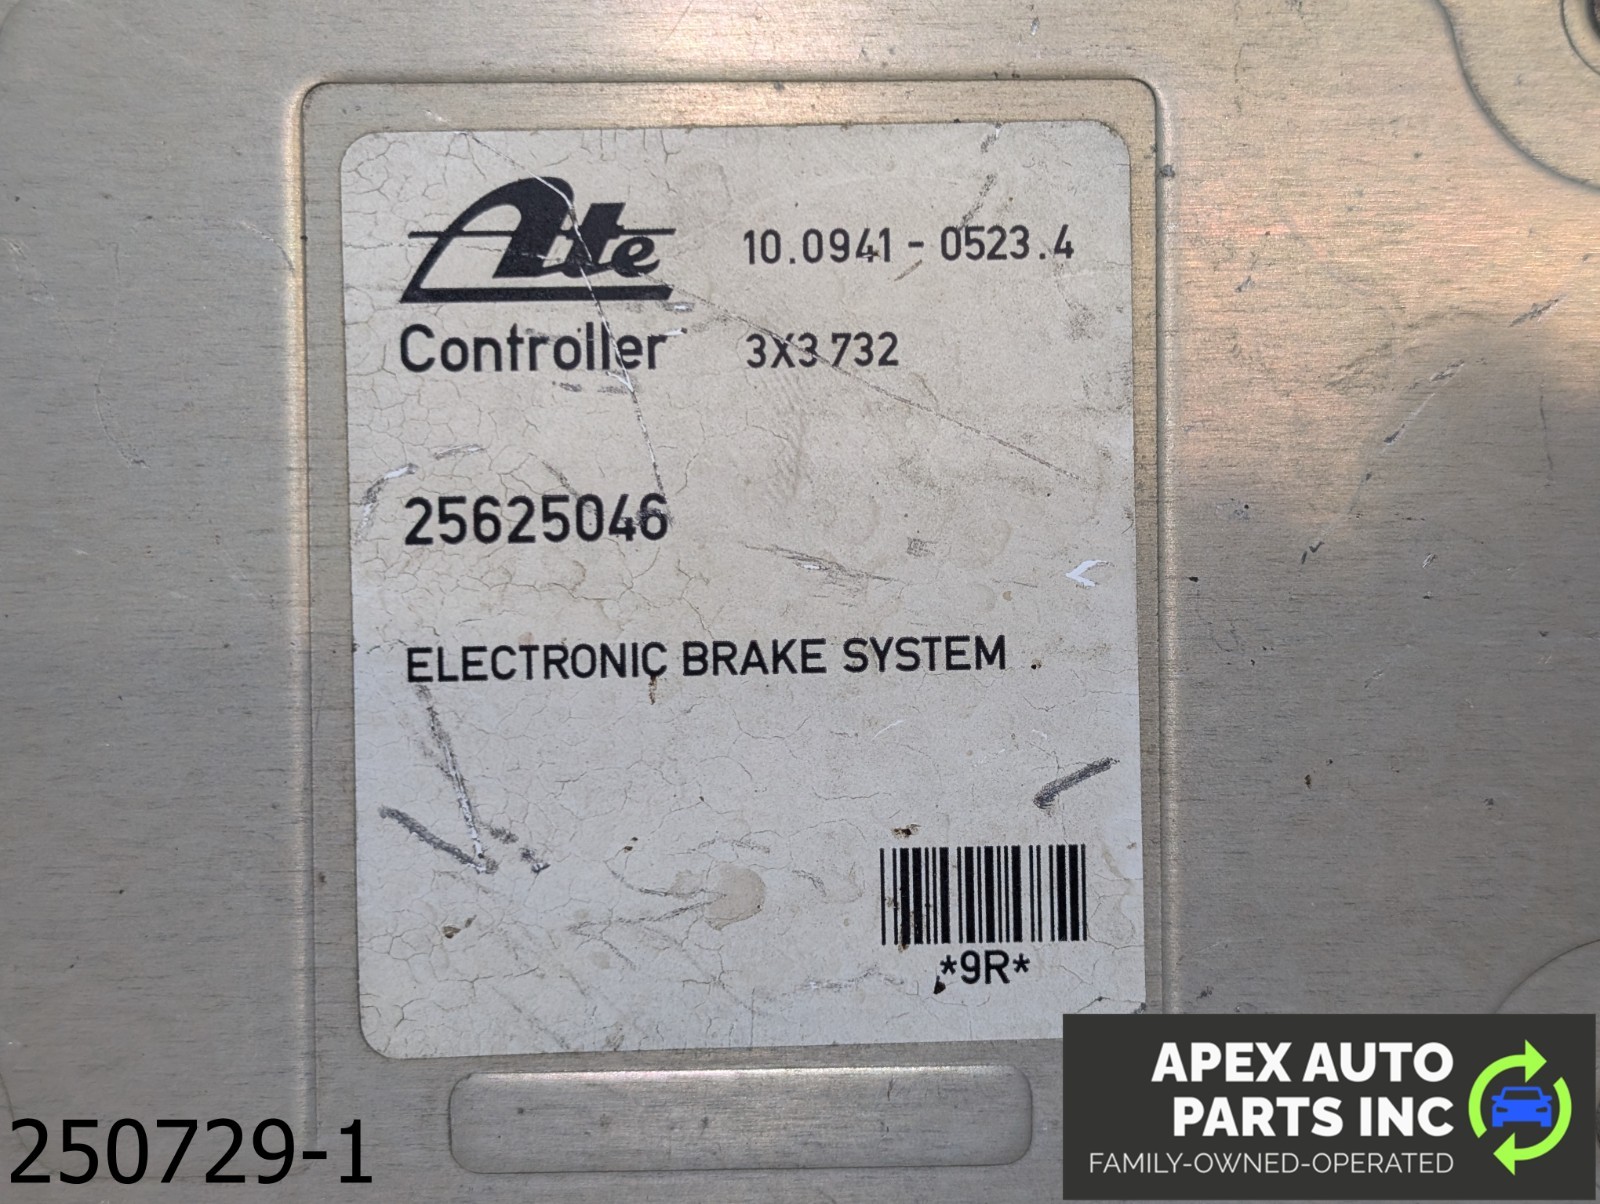 Ate 10.0941-0523.4
Controller 3X3 732
25625046
ELECTRONIC BRAKE SYSTEM
*9R*
250729-1
APEX AUTO
PARTS INC
FAMILY-OWNED-OPERATED